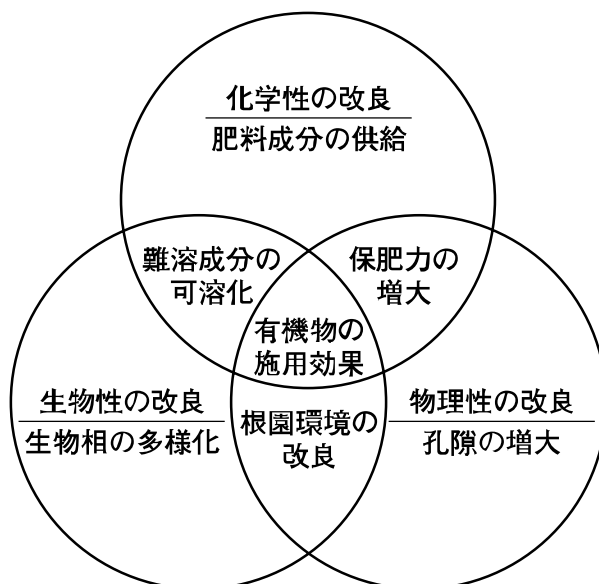 化学性の改良
肥料成分の供給
難溶成分の
可溶化
保肥力の
増大
有機物の
施用効果
生物性の改良
生物相の多様化
根園環境の
改良
物理性の改良
孔隙の増大